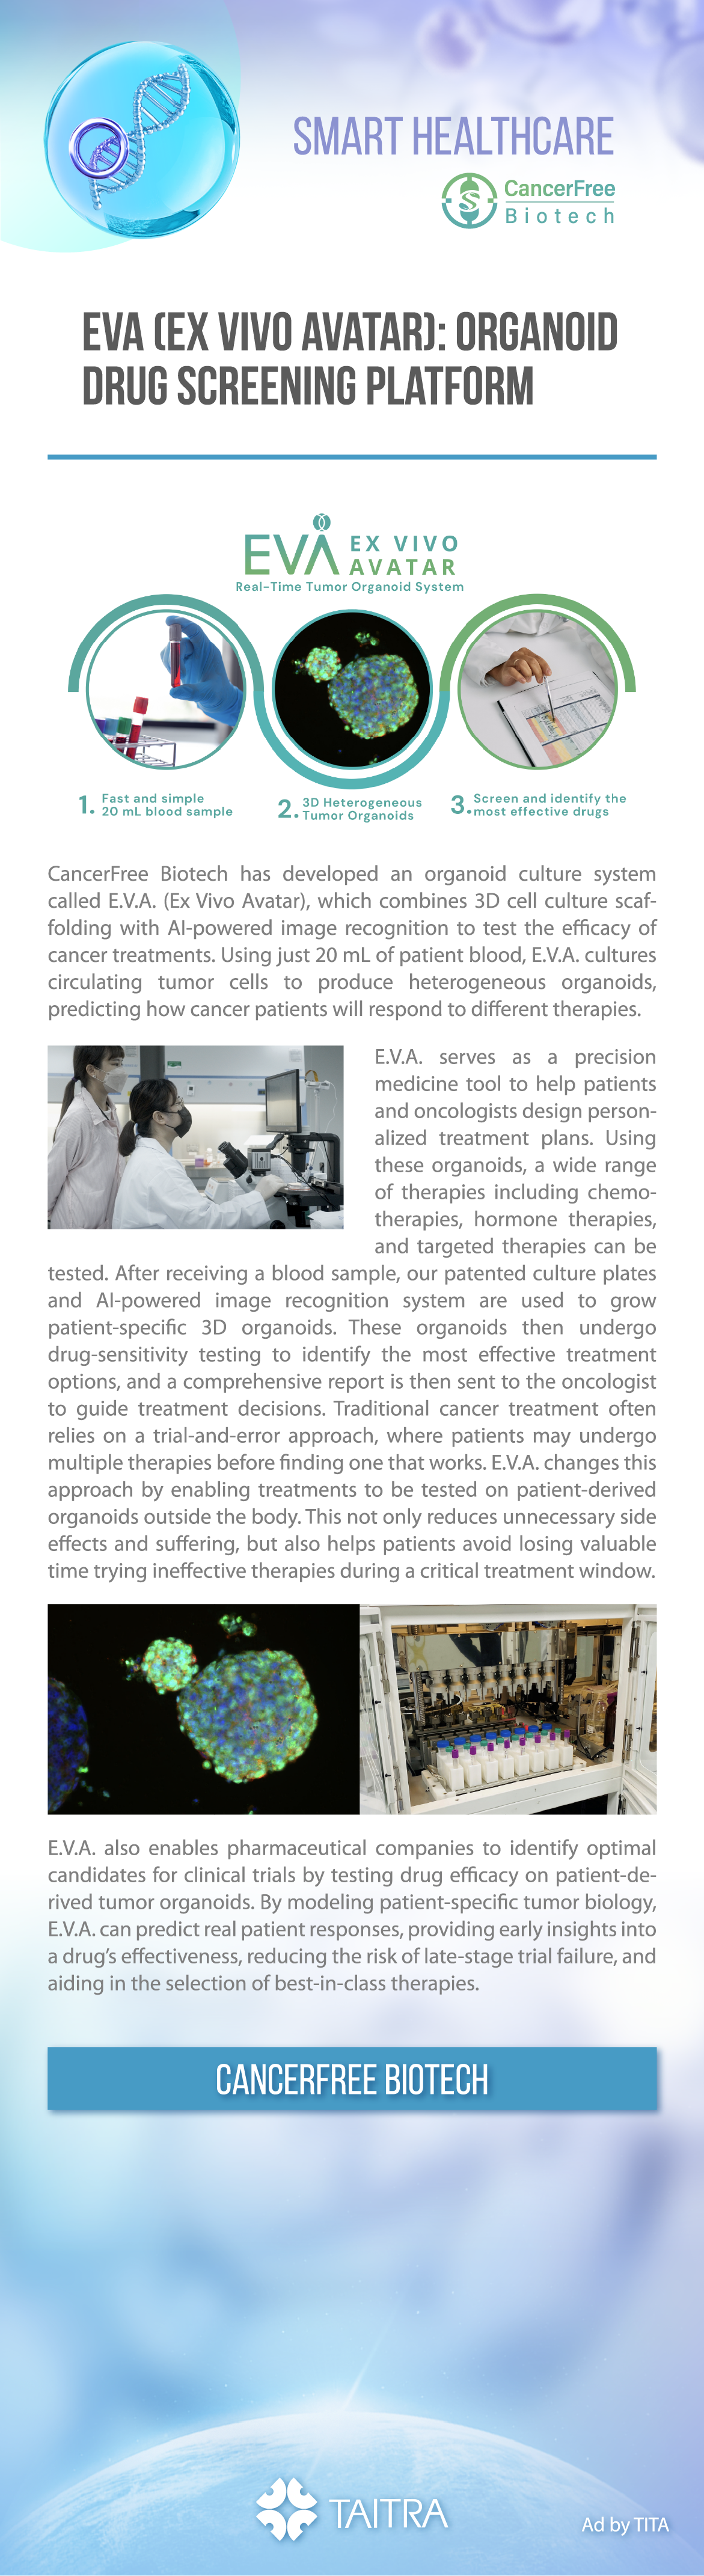 SMART HEALTHCARE
CancerFree
Biotech
EVA (EX VIVO AVATAR): ORGANOID
DRUG SCREENING PLATFORM
EVA EX VIVO
AVATAR
Real-Time Tumor Organoid System
1. Fast and simple
20 mL blood sample
2. 3D Heterogeneous
Tumor Organoids
3. Screen and identify the
most effective drugs
CancerFree Biotech has developed an organoid culture system
called E.V.A. (Ex Vivo Avatar), which combines 3D cell culture scaf-
folding with AI-powered image recognition to test the efficacy of
cancer treatments. Using just 20 mL of patient blood, E.V.A. cultures
circulating tumor cells to produce heterogeneous organoids,
predicting how cancer patients will respond to different therapies.
E.V.A. serves as a precision
medicine tool to help patients
and oncologists design person-
alized treatment plans. Using
these organoids, a wide range
of therapies including chemo-
therapies, hormone therapies,
and targeted therapies can be
tested. After receiving a blood sample, our patented culture plates
and AI-powered image recognition system are used to grow
patient-specific 3D organoids. These organoids then undergo
drug-sensitivity testing to identify the most effective treatment
options, and a comprehensive report is then sent to the oncologist
to guide treatment decisions. Traditional cancer treatment often
relies on a trial-and-error approach, where patients may undergo
multiple therapies before finding one that works. E.V.A. changes this
approach by enabling treatments to be tested on patient-derived
organoids outside the body. This not only reduces unnecessary side
effects and suffering, but also helps patients avoid losing valuable
time trying ineffective therapies during a critical treatment window.
E.V.A. also enables pharmaceutical companies to identify optimal
candidates for clinical trials by testing drug efficacy on patient-de-
rived tumor organoids. By modeling patient-specific tumor biology,
E.V.A. can predict real patient responses, providing early insights into
a drug's effectiveness, reducing the risk of late-stage trial failure, and
aiding in the selection of best-in-class therapies.
CANCERFREE BIOTECH
TAITRA
Ad by TITA